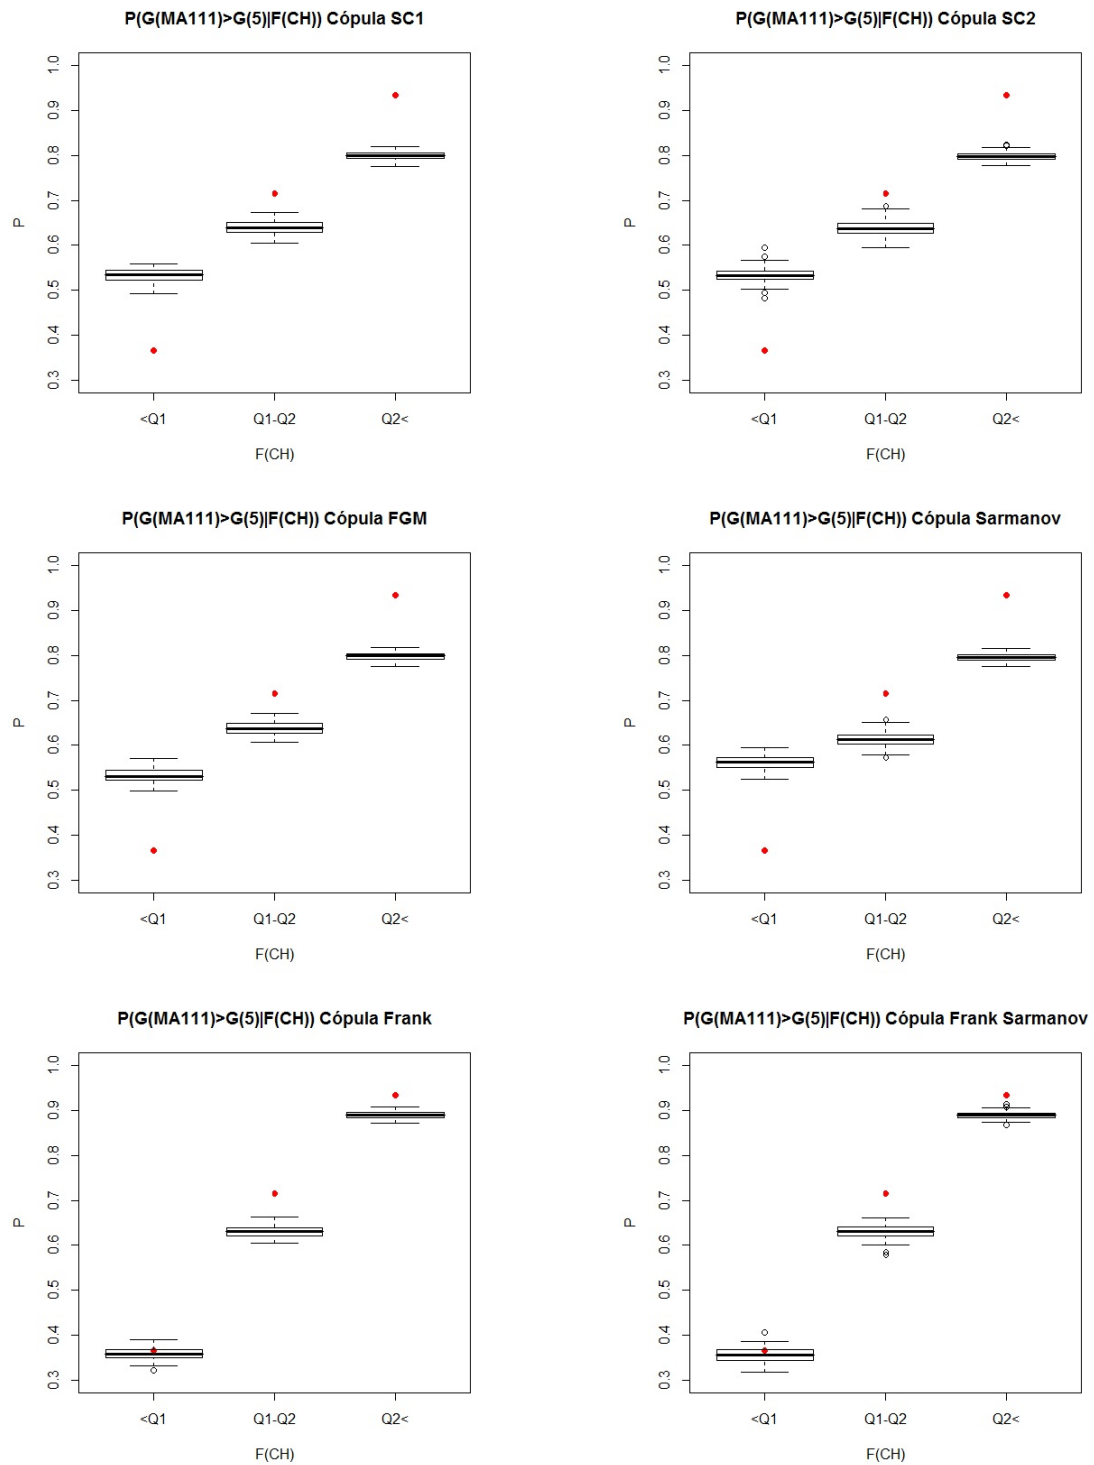 P(G(MA111)>G(5)|F(CH)) Cópula SC1
P
1.0
0.9
0.8
0.7
0.6
0.5
0.4
0.3
<Q1 Q1-Q2 Q2<
F(CH)
P(G(MA111)>G(5)|F(CH)) Cópula SC2
P
1.0
0.9
0.8
0.7
0.6
0.5
0.4
0.3
<Q1 Q1-Q2 Q2<
F(CH)
P(G(MA111)>G(5)|F(CH)) Cópula FGM
P
1.0
0.9
0.8
0.7
0.6
0.5
0.4
0.3
<Q1 Q1-Q2 Q2<
F(CH)
P(G(MA111)>G(5)|F(CH)) Cópula Sarmanov
P
1.0
0.9
0.8
0.7
0.6
0.5
0.4
0.3
<Q1 Q1-Q2 Q2<
F(CH)
P(G(MA111)>G(5)|F(CH)) Cópula Frank
P
1.0
0.9
0.8
0.7
0.6
0.5
0.4
0.3
<Q1 Q1-Q2 Q2<
F(CH)
P(G(MA111)>G(5)|F(CH)) Cópula Frank Sarmanov
P
1.0
0.9
0.8
0.7
0.6
0.5
0.4
0.3
<Q1 Q1-Q2 Q2<
F(CH)